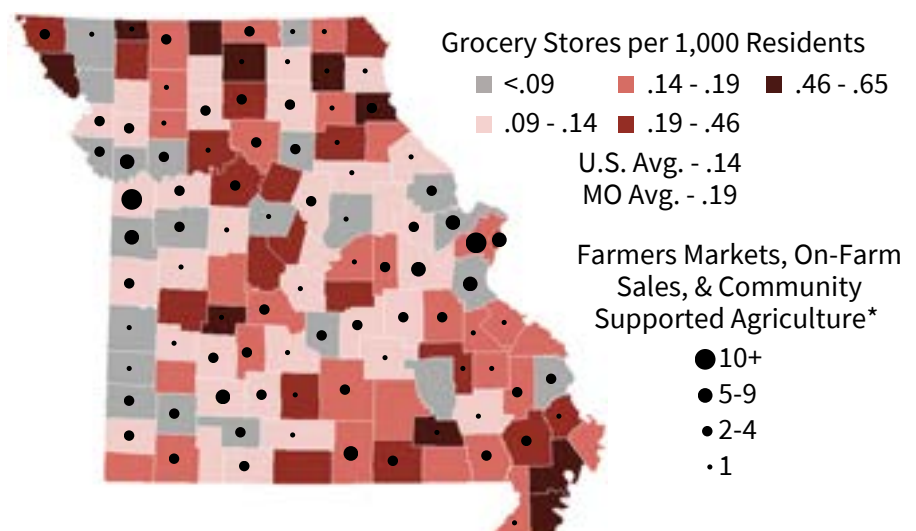 Grocery Stores per 1,000 Residents
<.09
.14 - .19
.46 - .65
.09 - .14
.19 - .46
U.S. Avg. - .14
MO Avg. - .19
Farmers Markets, On-Farm
Sales, & Community
Supported Agriculture*
10+
5-9
2-4
1